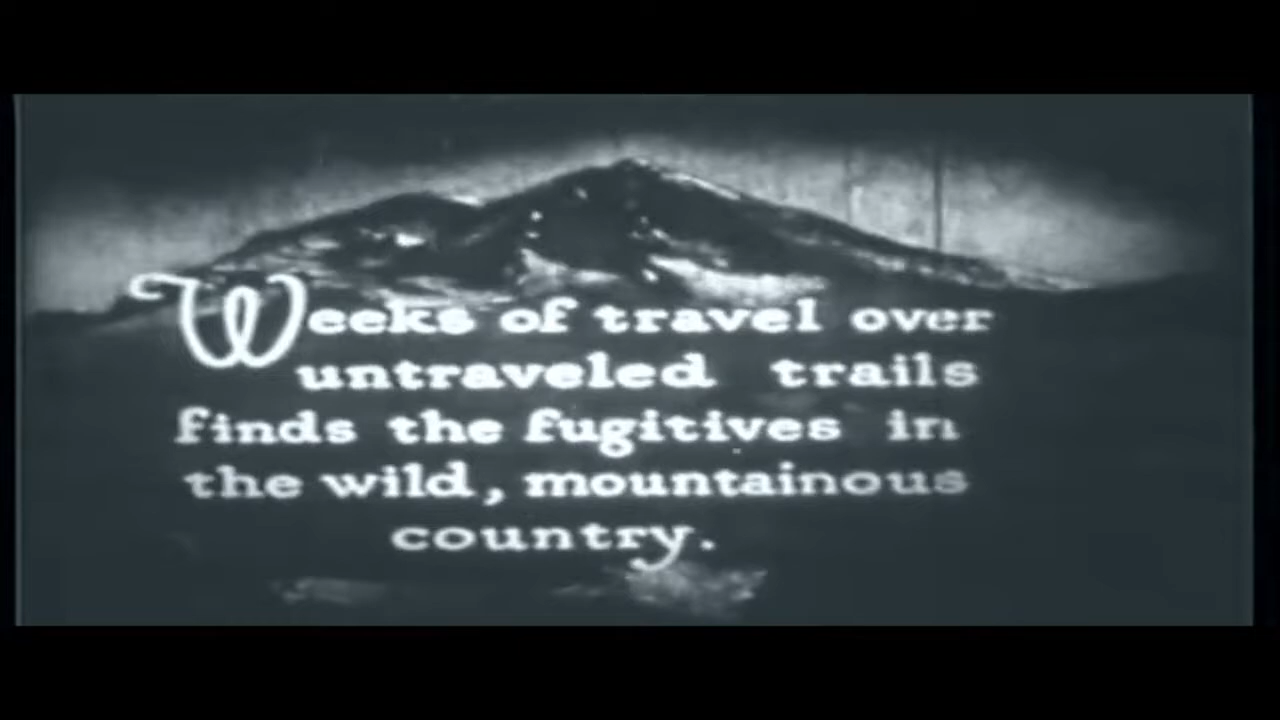 Weeks of travel over
untraveled trails
finds the fugitives in
the wild, mountainous
country.